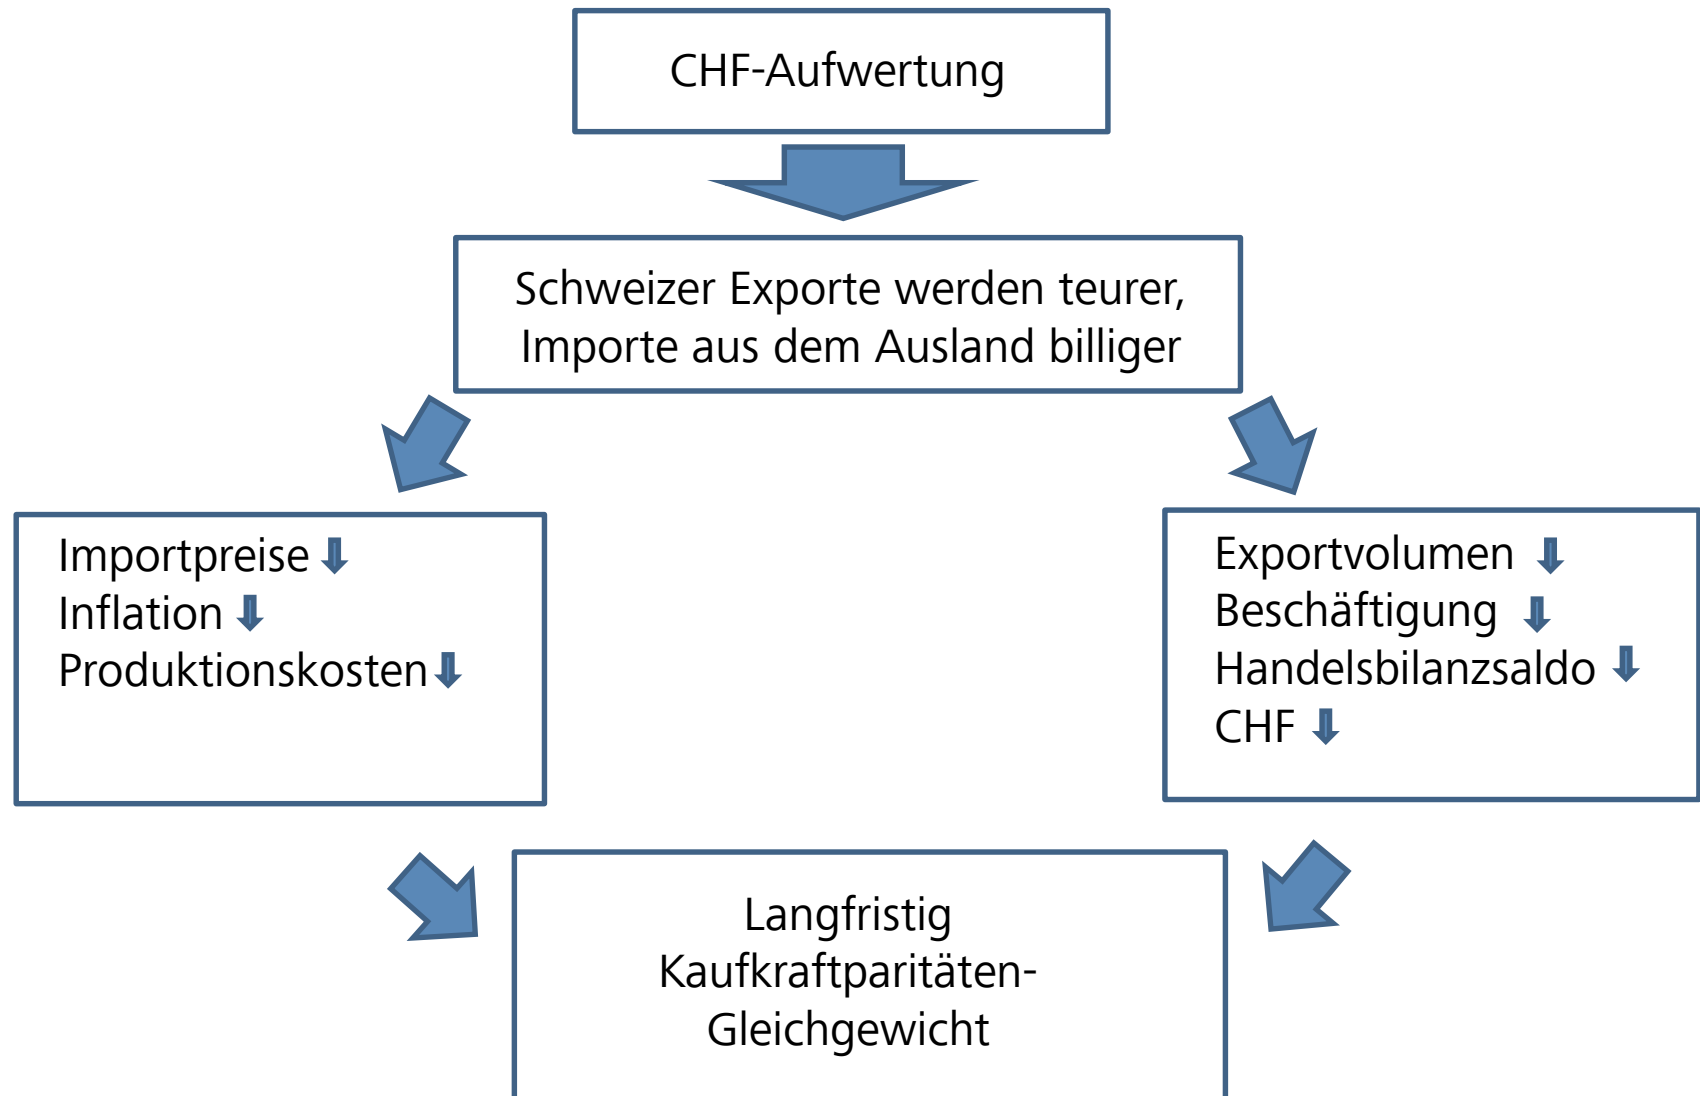 CHF-Aufwertung
Schweizer Exporte werden teurer,
Importe aus dem Ausland billiger
Importpreise
Inflation
Produktionskosten
Exportvolumen
Beschäftigung
Handelsbilanzsaldo
CHF
Langfristig
Kaufkraftparitäten-
Gleichgewicht